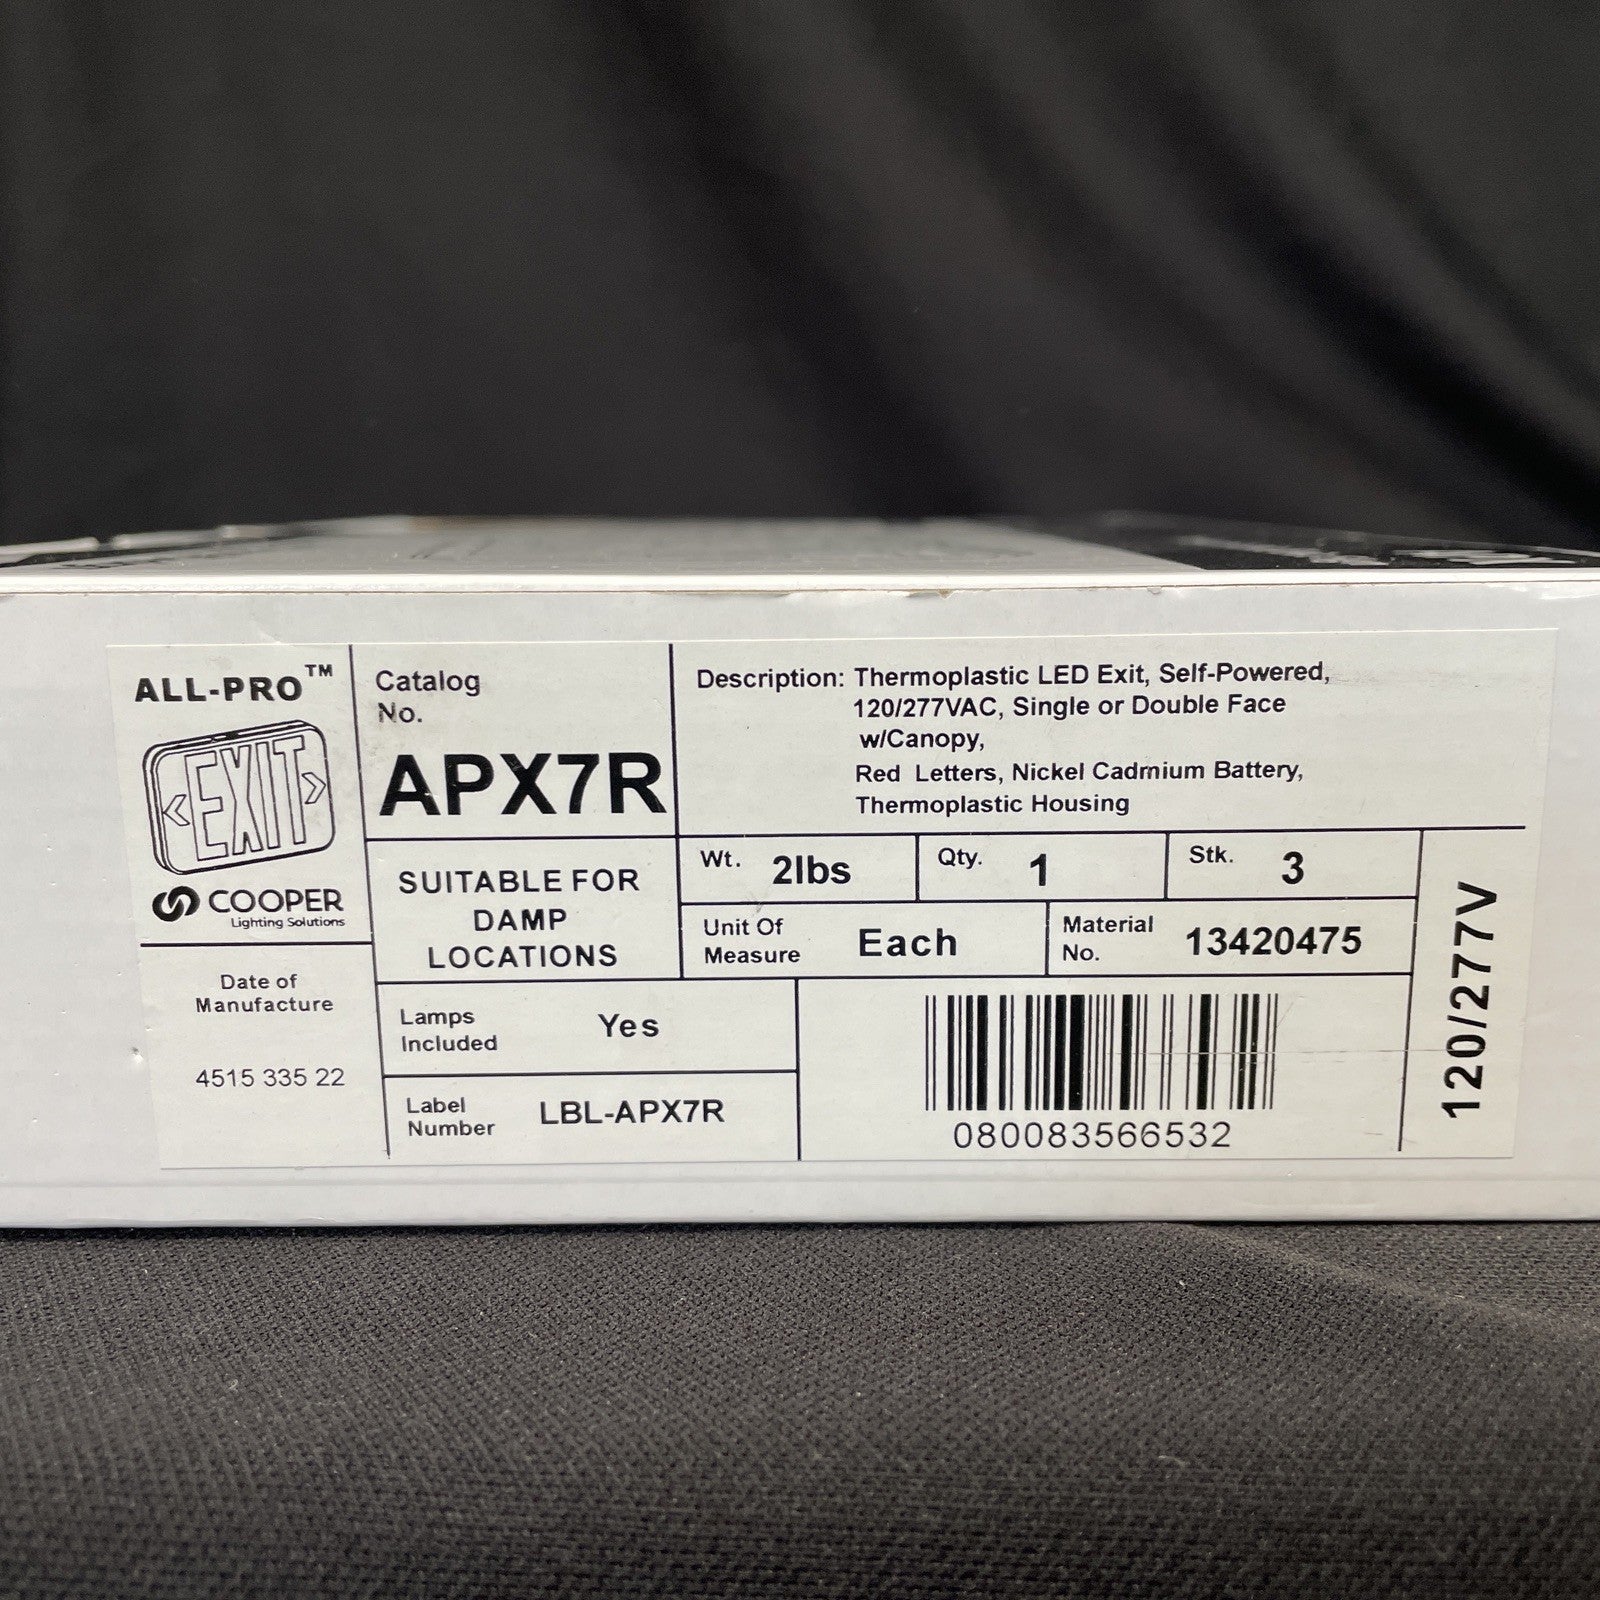 ALL-PRO™
EXIT
COOPER
Lighting Solutions
Date of
Manufacture
4515 335 22
Catalog
No.
APX7R
SUITABLE FOR
DAMP
LOCATIONS
Lamps
Included
Yes
Label
Number
LBL-APX7R
Description: Thermoplastic LED Exit, Self-Powered,
120/277VAC, Single or Double Face
w/Canopy,
Red Letters, Nickel Cadmium Battery,
Thermoplastic Housing
Wt. 2lbs
Qty. 1
Stk. 3
Unit Of
Measure
Each
Material
No.
13420475
080083566532
120/277V